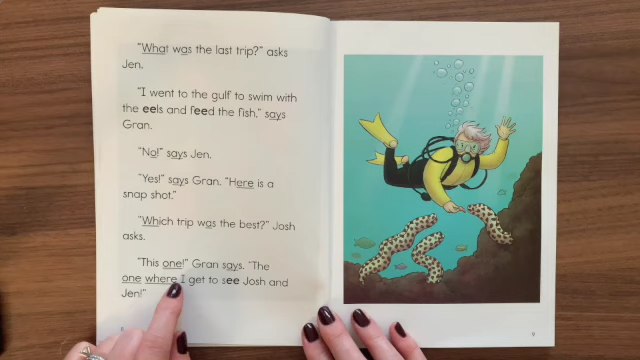 "What was the last trip?" asks
Jen.
"I went to the gulf to swim with
the eels and feed the fish," says
Gran.
"No!" says Jen.
"Yes!" says Gran. "Here is a
snap shot."
"Which trip was the best?" Josh
asks.
"This one!" Gran says. "The
one where I get to see Josh and
Jen!"